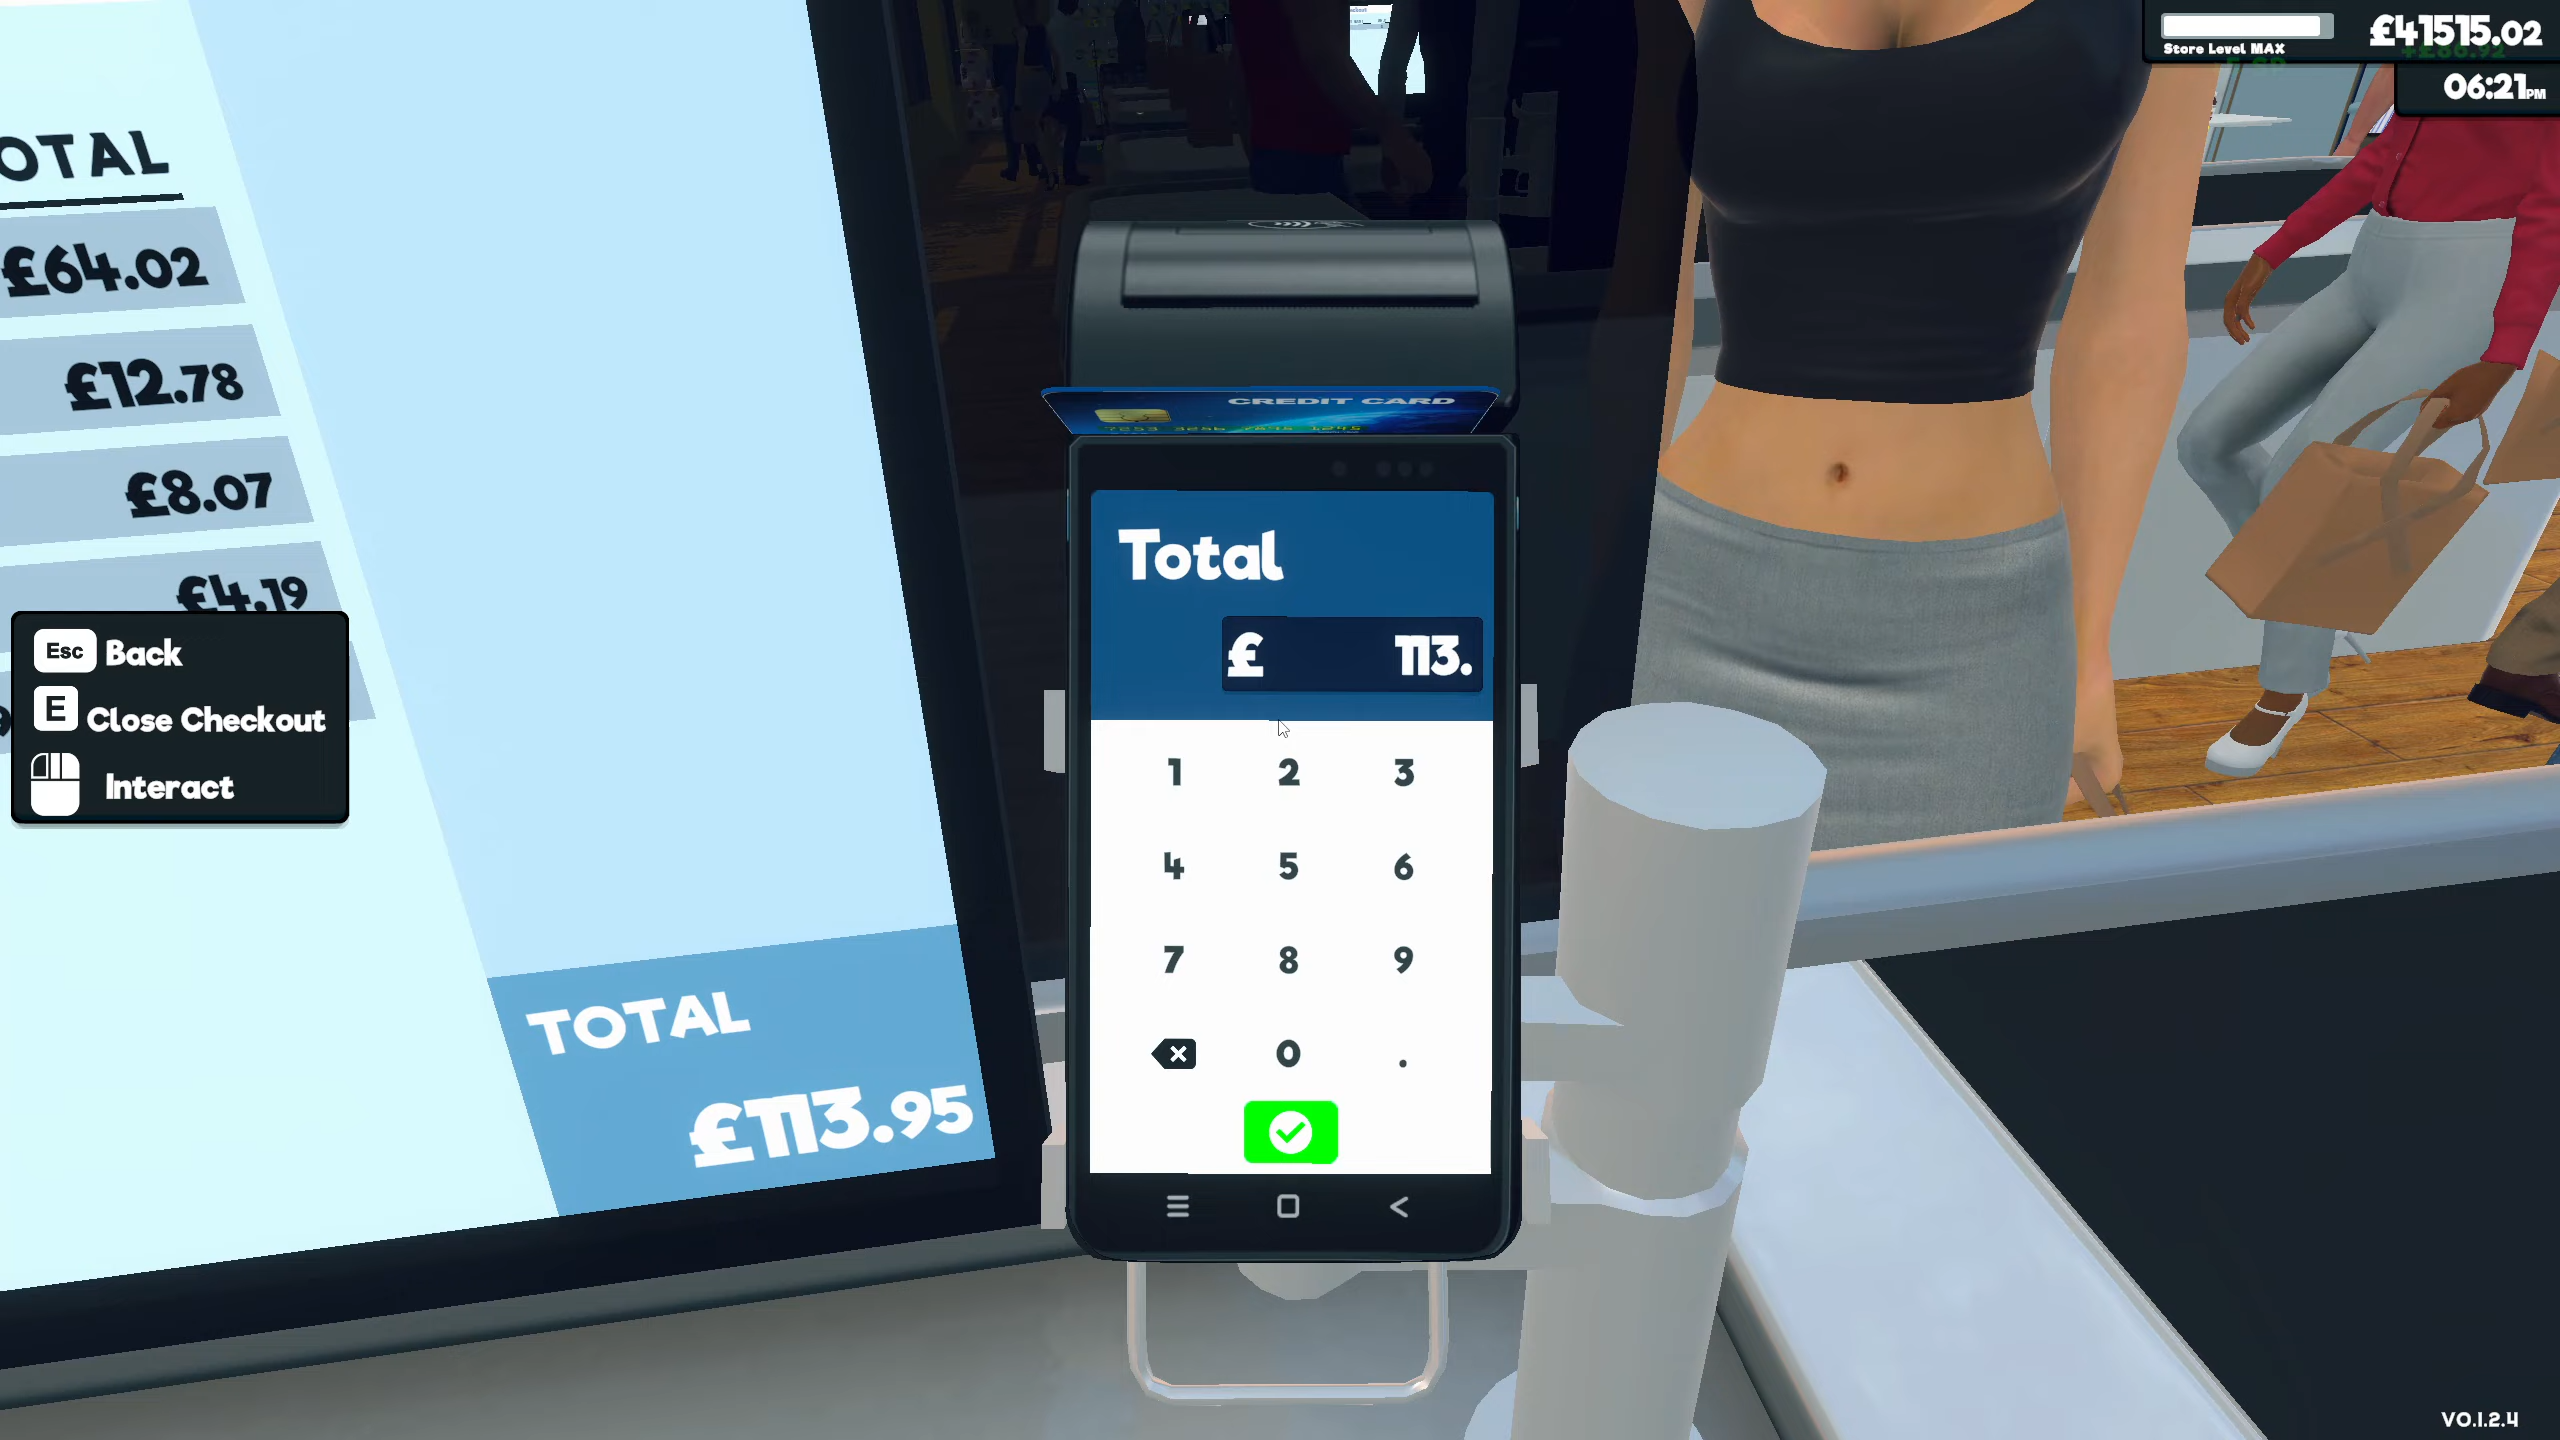 OTAL
£64.02
£12.78
£8.07
£4.19
Esc Back
E Close Checkout
Interact
TOTAL
£113.95
CREDIT CARD
Total
£ 113.
1 2 3
4 5 6
7 8 9
0 .
£41515.02
Store Level MAX
06:21PM
V0.1.2.4